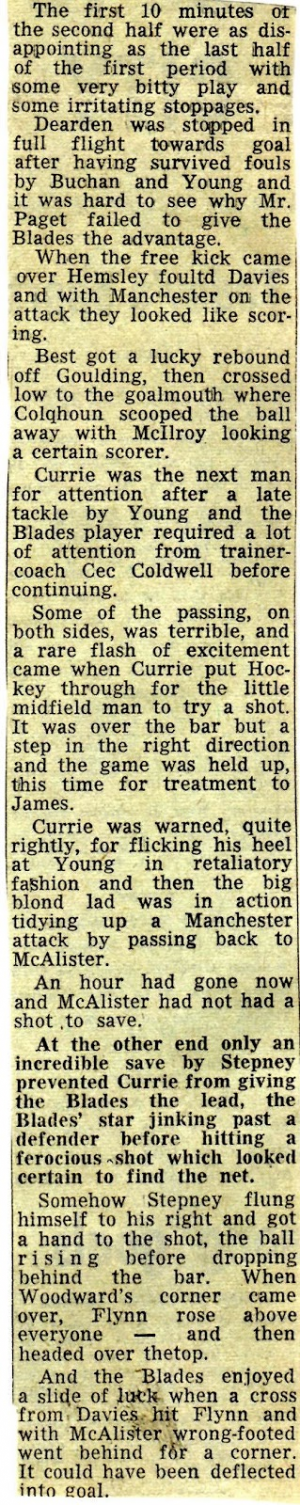 The first 10 minutes of
the second half were as dis-
appointing as the last half
of the first period with
some very bitty play and
some irritating stoppages.
Dearden was stopped in
full flight towards goal
after having survived fouls
by Buchan and Young and
it was hard to see why Mr.
Paget failed to give the
Blades the advantage.
When the free kick came
over Hemsley foultd Davies
and with Manchester on the
attack they looked like scor-
ing.
Best got a lucky rebound
off Goulding, then crossed
low to the goalmouth where
Colqhoun scooped the ball
away with McIlroy looking
a certain scorer.
Currie was the next man
for attention after a late
tackle by Young and the
Blades player required a lot
of attention from trainer-
coach Cec Coldwell before
continuing.
Some of the passing, on
both sides, was terrible, and
a rare flash of excitement
came when Currie put Hoc-
key through for the little
midfield man to try a shot.
It was over the bar but a
step in the right direction
and the game was held up,
this time for treatment to
James.
Currie was warned, quite
rightly, for flicking his heel
at Young in retaliatory
fashion and then the big
blond lad was in action
tidying up a Manchester
attack by passing back to
McAlister.
An hour had gone now
and McAlister had not had a
shot to save.
At the other end only an
incredible save by Stepney
prevented Currie from giving
the Blades the lead, the
Blades' star jinking past a
defender before hitting a
ferocious shot which looked
certain to find the net.
Somehow Stepney flung
himself to his right and got
a hand to the shot, the ball
rising before dropping
behind the bar. When
Woodward's corner came
over, Flynn rose above
everyone — and then
headed over thetop.
And the Blades enjoyed
a slide of luck when a cross
from Davies hit Flynn and
with McAlister wrong-footed
went behind for a corner.
It could have been deflected
into goal.